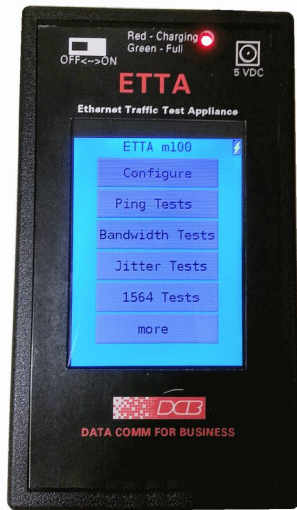 Red - Charging
Green - Full
OFF<-->ON
5 VDC
ETTA
Ethernet Traffic Test Appliance
ETTA m100
Configure
Ping Tests
Bandwidth Tests
Jitter Tests
1564 Tests
more
DCB
DATA COMM FOR BUSINESS